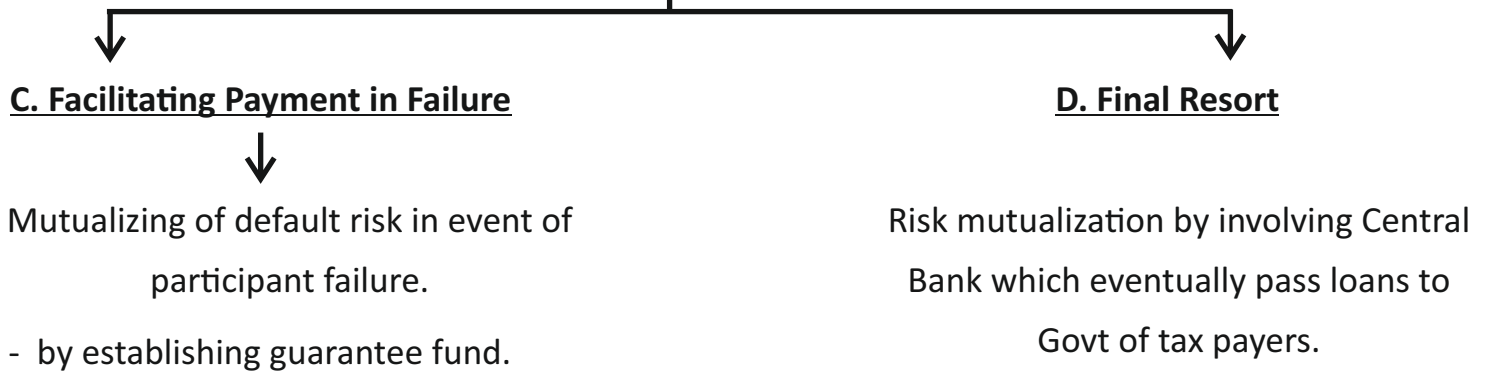 C. Facilitating Payment in Failure
Mutualizing of default risk in event of
participant failure.
- by establishing guarantee fund.
D. Final Resort
Risk mutualization by involving Central
Bank which eventually pass loans to
Govt of tax payers.